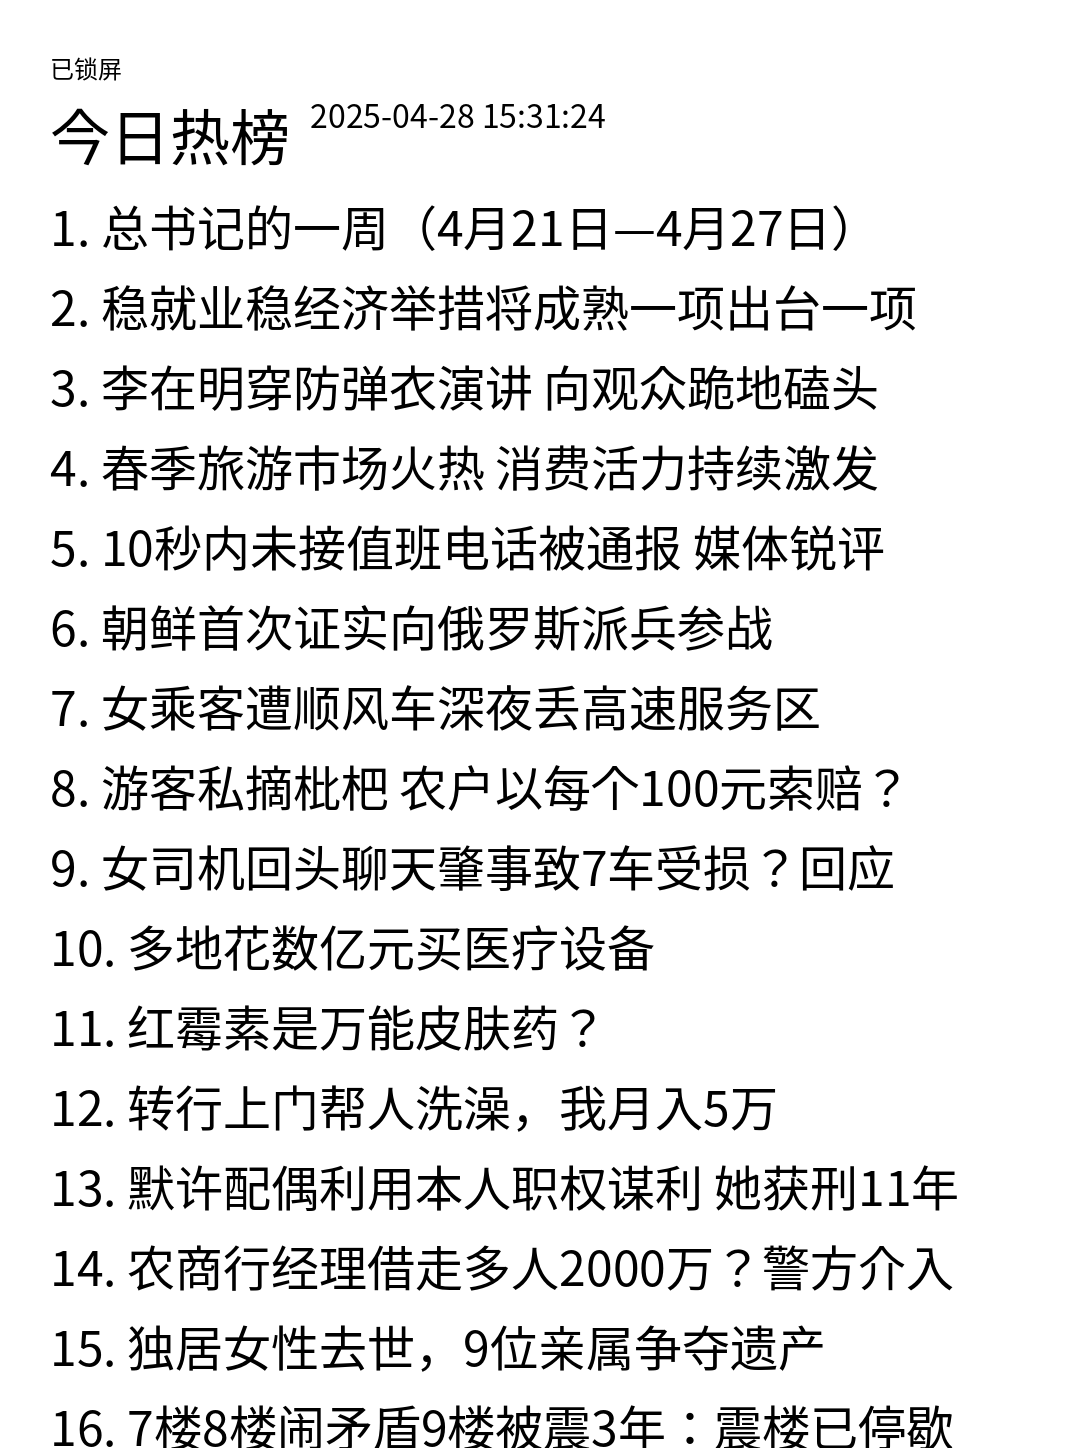 已锁屏
今日热榜 2025-04-28 15:31:24
1. 总书记的一周（4月21日—4月27日）
2. 稳就业稳经济举措将成熟一项出台一项
3. 李在明穿防弹衣演讲 向观众跪地磕头
4. 春季旅游市场火热 消费活力持续激发
5. 10秒内未接值班电话被通报 媒体锐评
6. 朝鲜首次证实向俄罗斯派兵参战
7. 女乘客遭顺风车深夜丢高速服务区
8. 游客私摘枇杷 农户以每个100元索赔？
9. 女司机回头聊天肇事致7车受损？回应
10. 多地花数亿元买医疗设备
11. 红霉素是万能皮肤药？
12. 转行上门帮人洗澡，我月入5万
13. 默许配偶利用本人职权谋利 她获刑11年
14. 农商行经理借走多人2000万？警方介入
15. 独居女性去世，9位亲属争夺遗产
16. 7楼8楼闹矛盾9楼被震3年：震楼已停歇